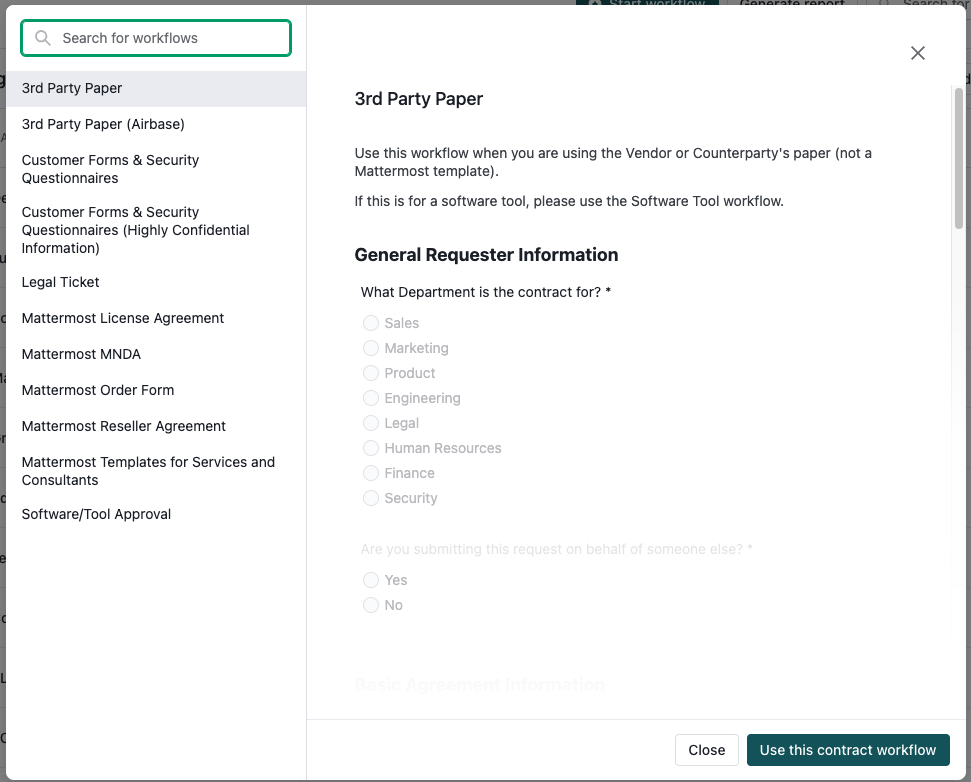 Start workflow
Generate report
Search for
Search for workflows
3rd Party Paper
3rd Party Paper (Airbase)
Customer Forms & Security
Questionnaires
Customer Forms & Security
Questionnaires (Highly Confidential
Information)
Legal Ticket
Mattermost License Agreement
Mattermost MNDA
Mattermost Order Form
Mattermost Reseller Agreement
Mattermost Templates for Services and
Consultants
Software/Tool Approval
3rd Party Paper
Use this workflow when you are using the Vendor or Counterparty's paper (not a
Mattermost template).
If this is for a software tool, please use the Software Tool workflow.
General Requester Information
What Department is the contract for? *
Sales
Marketing
Product
Engineering
Legal
Human Resources
Finance
Security
Are you submitting this request on behalf of someone else? *
Yes
No
Basic Agreement Information
Close
Use this contract workflow